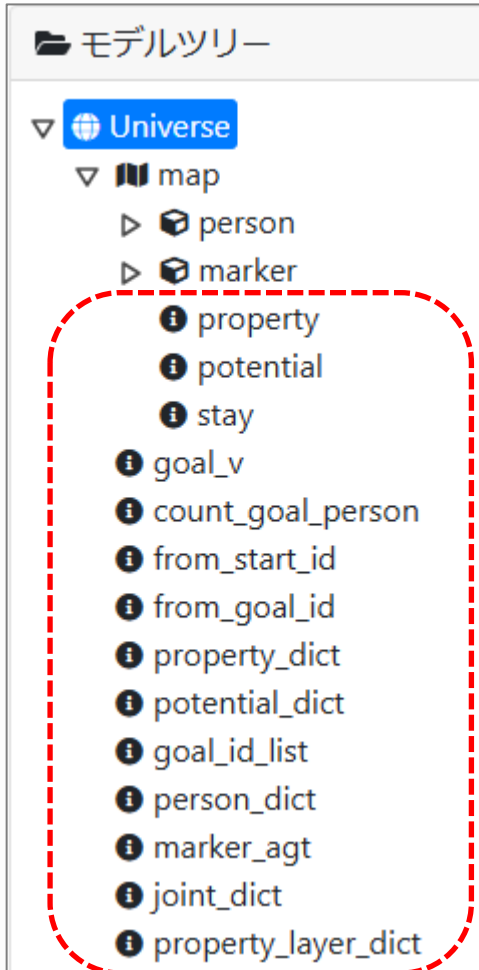 モデルツリー
Universe
map
person
marker
property
potential
stay
goal_v
count_goal_person
from_start_id
from_goal_id
property_dict
potential_dict
goal_id_list
person_dict
marker_agt
joint_dict
property_layer_dict